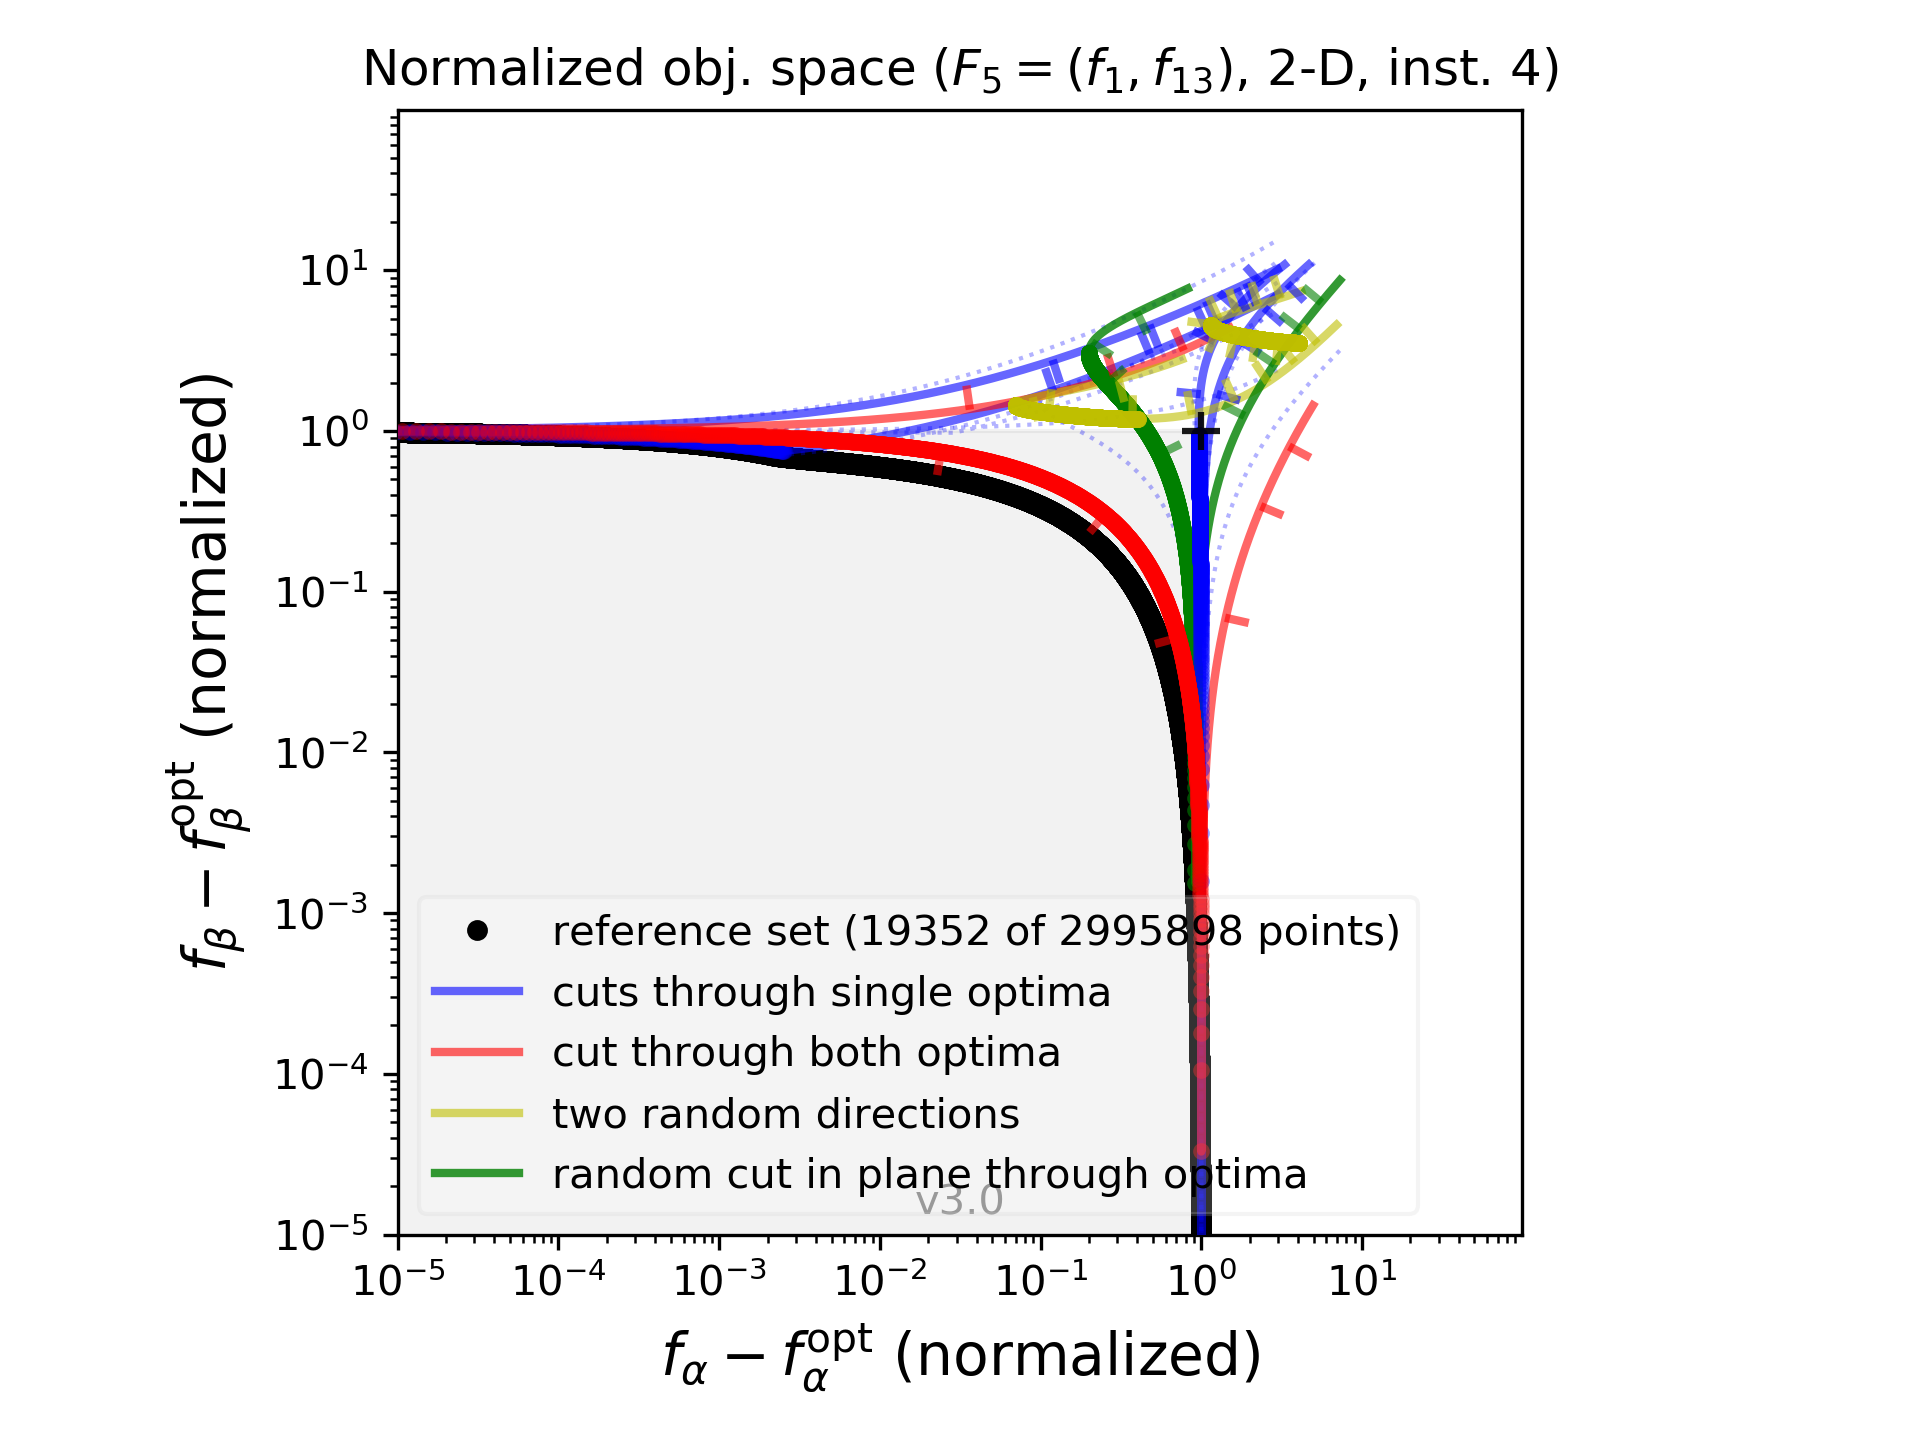 Normalized obj. space (F₅ = (f₁, f₁₃), 2-D, inst. 4)
f_β − f_β^opt (normalized)
10¹
10⁰
10⁻¹
10⁻²
10⁻³
10⁻⁴
10⁻⁵
reference set (19352 of 2995898 points)
cuts through single optima
cut through both optima
two random directions
random cut in plane through optima
v3.0
10⁻⁵ 10⁻⁴ 10⁻³ 10⁻² 10⁻¹ 10⁰ 10¹
f_α − f_α^opt (normalized)